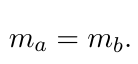 $m_a = m_b.$